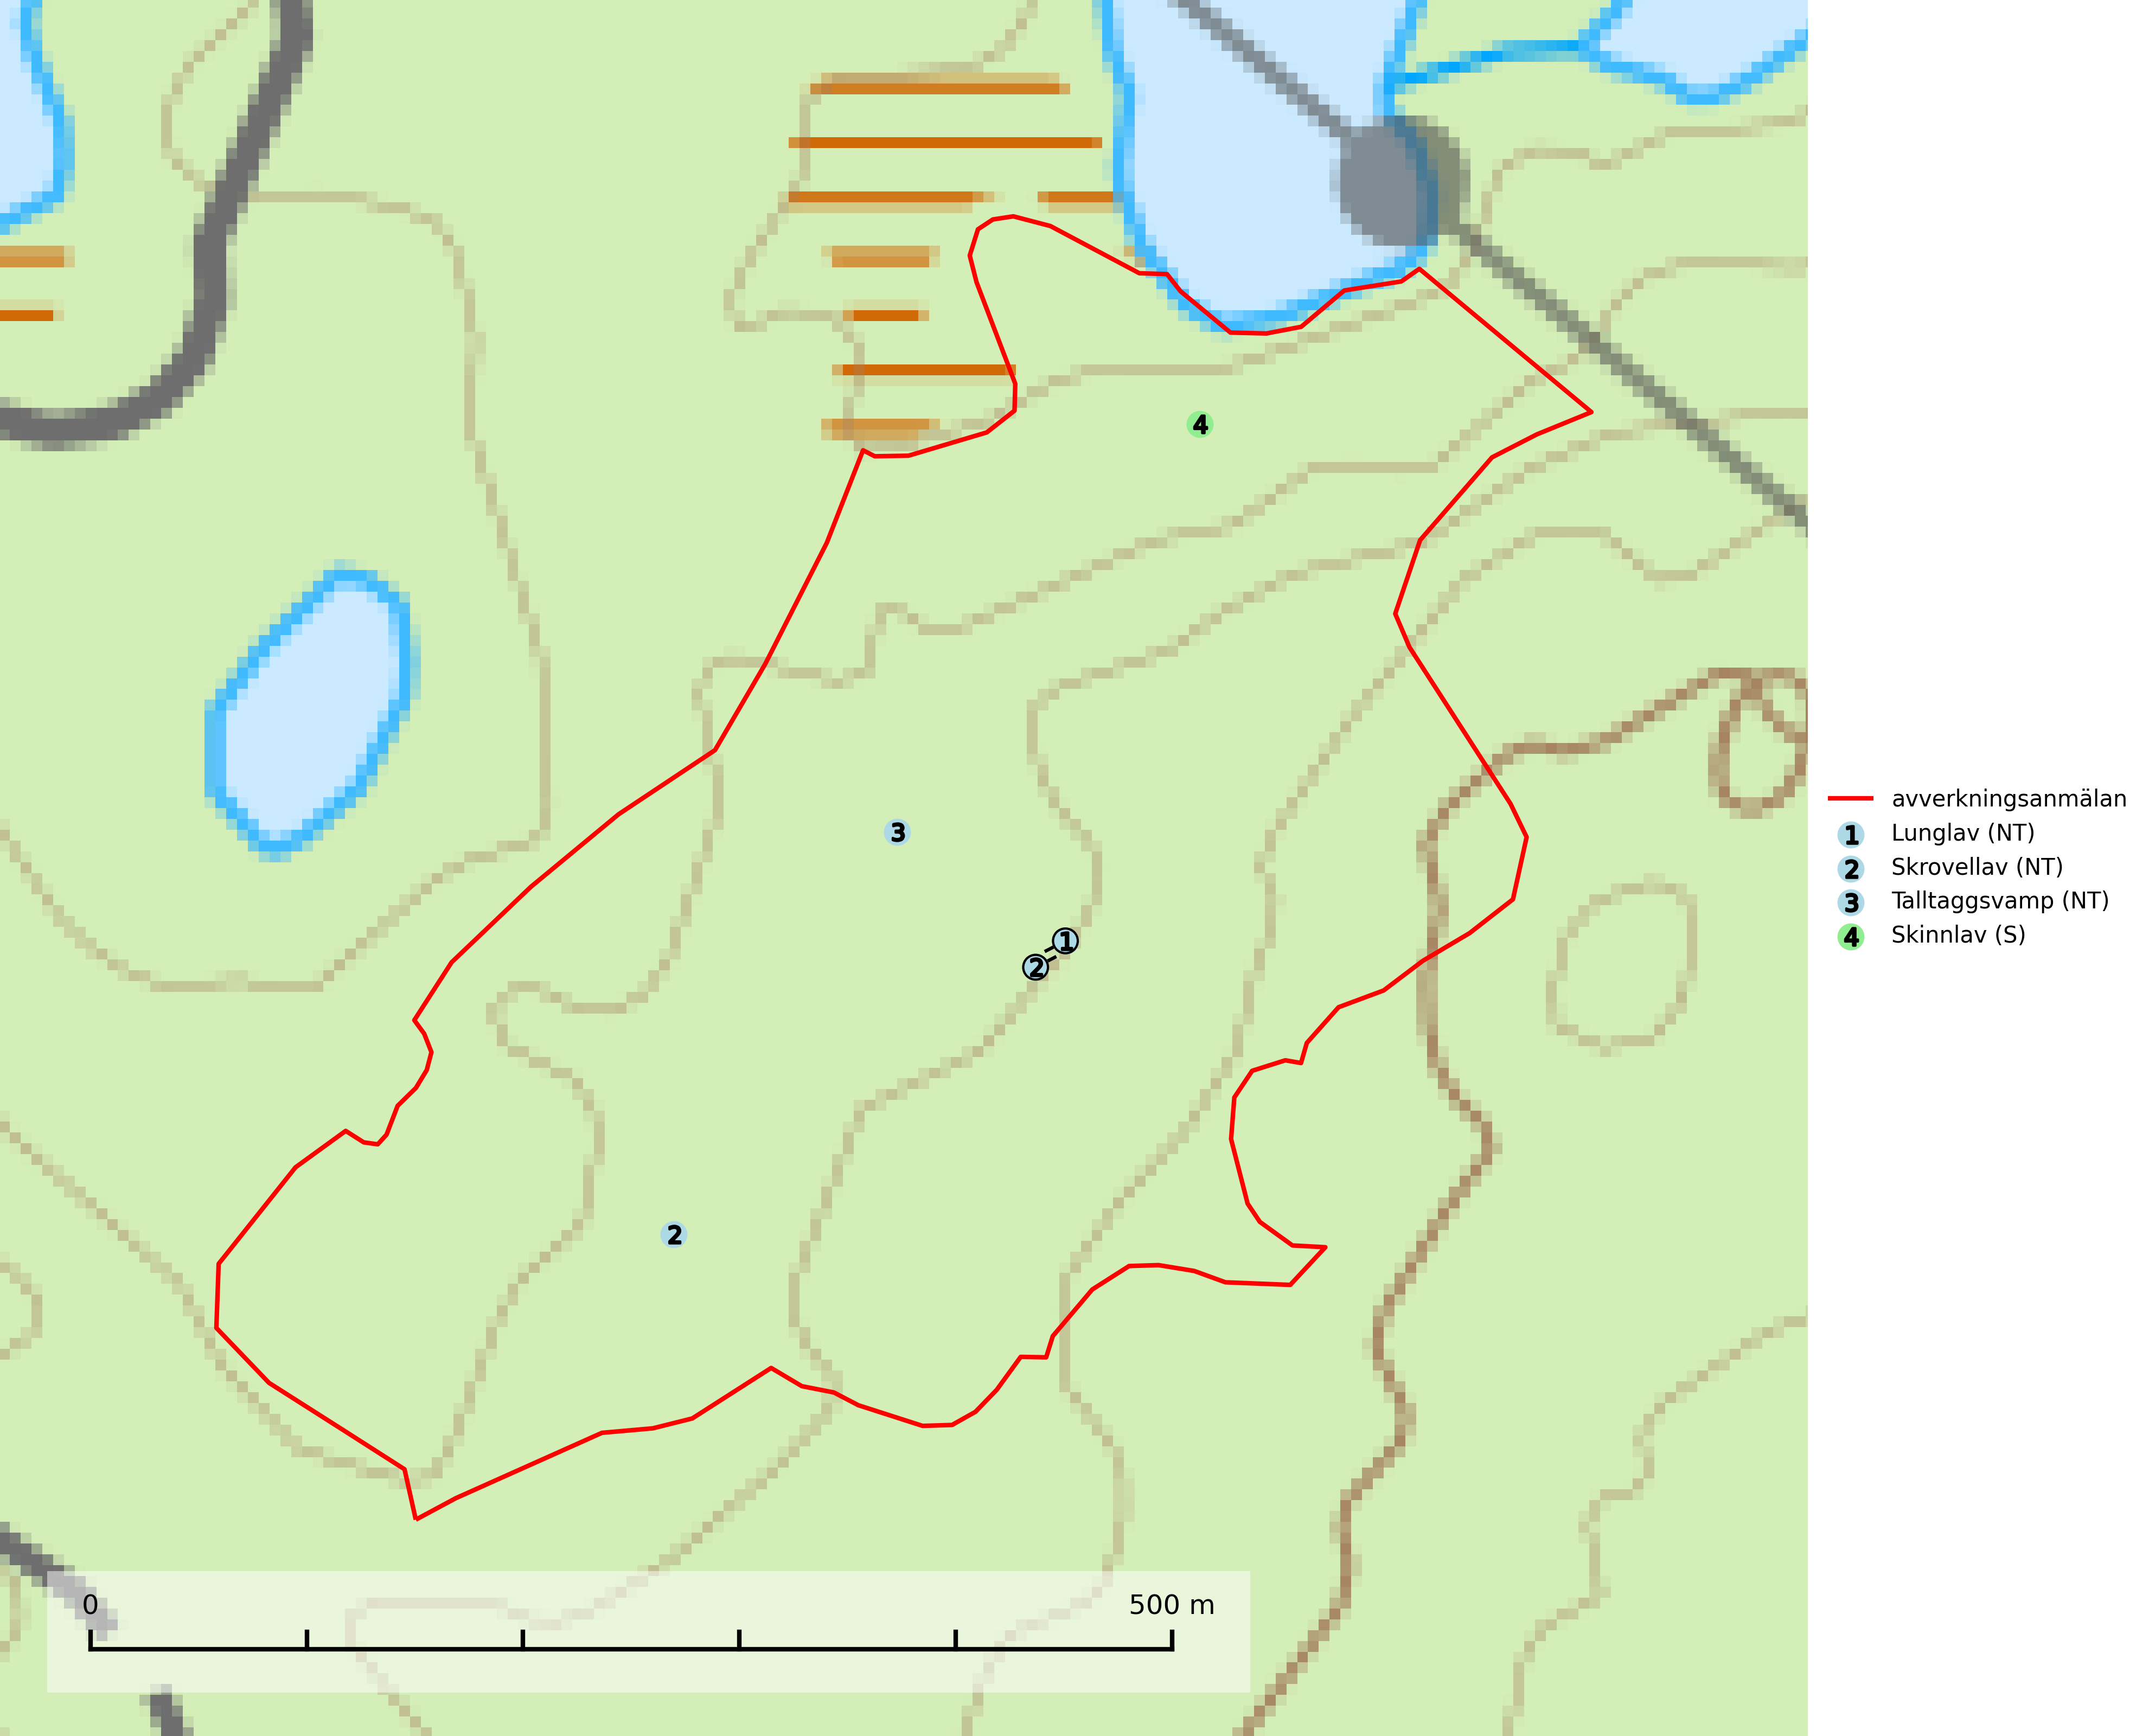 4
3
1
2
2
0 500 m
avverkningsanmälan
1 Lunglav (NT)
2 Skrovellav (NT)
3 Talltaggsvamp (NT)
4 Skinnlav (S)